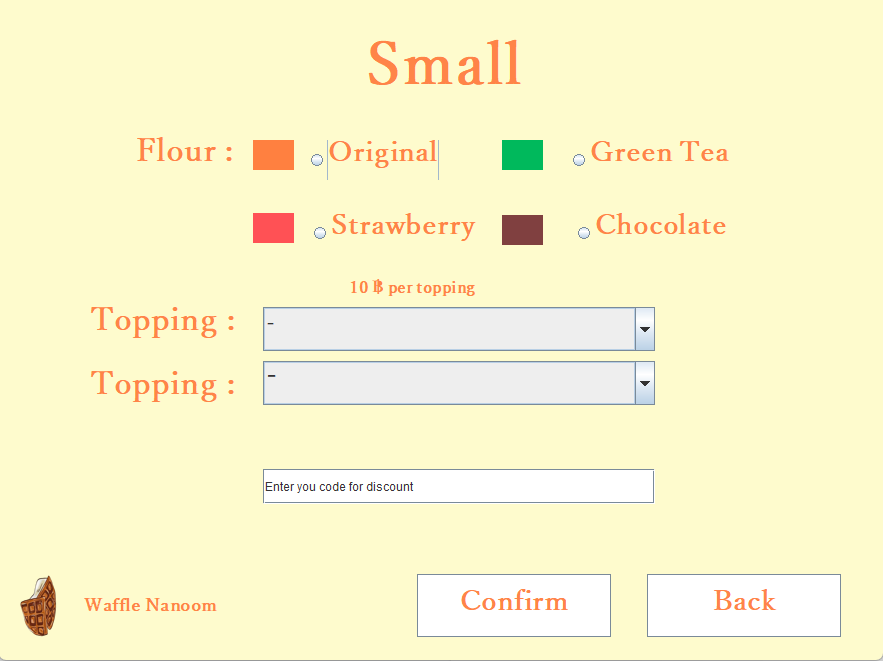 Small
Flour : Original Green Tea
Strawberry Chocolate
10 ฿ per topping
Topping : -
Topping : -
Enter you code for discount
Waffle Nanoom Confirm Back